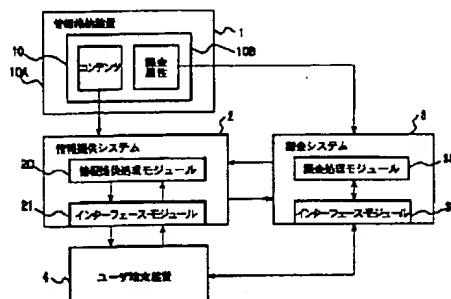 情報格納装置
1
10
10B
10A
コンテンツ
課金
属性
2
3
情報提供システム
課金システム
20
情報提供処理モジュール
課金処理モジュール
21
インターフェース・モジュール
インターフェース・モジュール
4
ユーザ端末装置